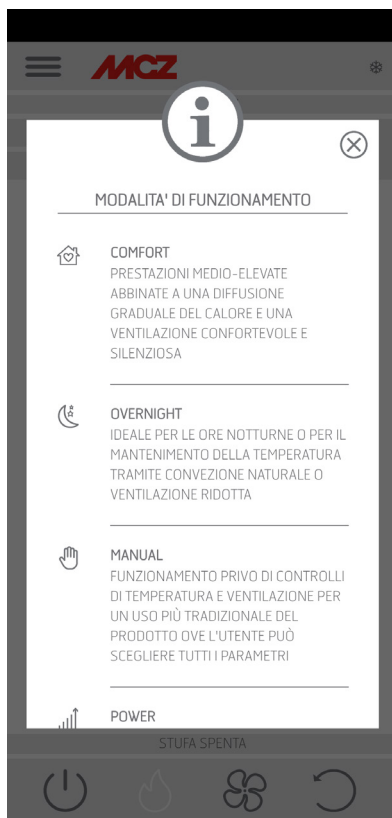 MCZ
MODALITA' DI FUNZIONAMENTO
COMFORT
PRESTAZIONI MEDIO-ELEVATE
ABBINATE A UNA DIFFUSIONE
GRADUALE DEL CALORE E UNA
VENTILAZIONE CONFORTEVOLE E
SILENZIOSA
OVERNIGHT
IDEALE PER LE ORE NOTTURNE O PER IL
MANTENIMENTO DELLA TEMPERATURA
TRAMITE CONVEZIONE NATURALE O
VENTILAZIONE RIDOTTA
MANUAL
FUNZIONAMENTO PRIVO DI CONTROLLI
DI TEMPERATURA E VENTILAZIONE PER
UN USO PIÙ TRADIZIONALE DEL
PRODOTTO OVE L'UTENTE PUÒ
SCEGLIERE TUTTI I PARAMETRI
POWER
STUFA SPENTA